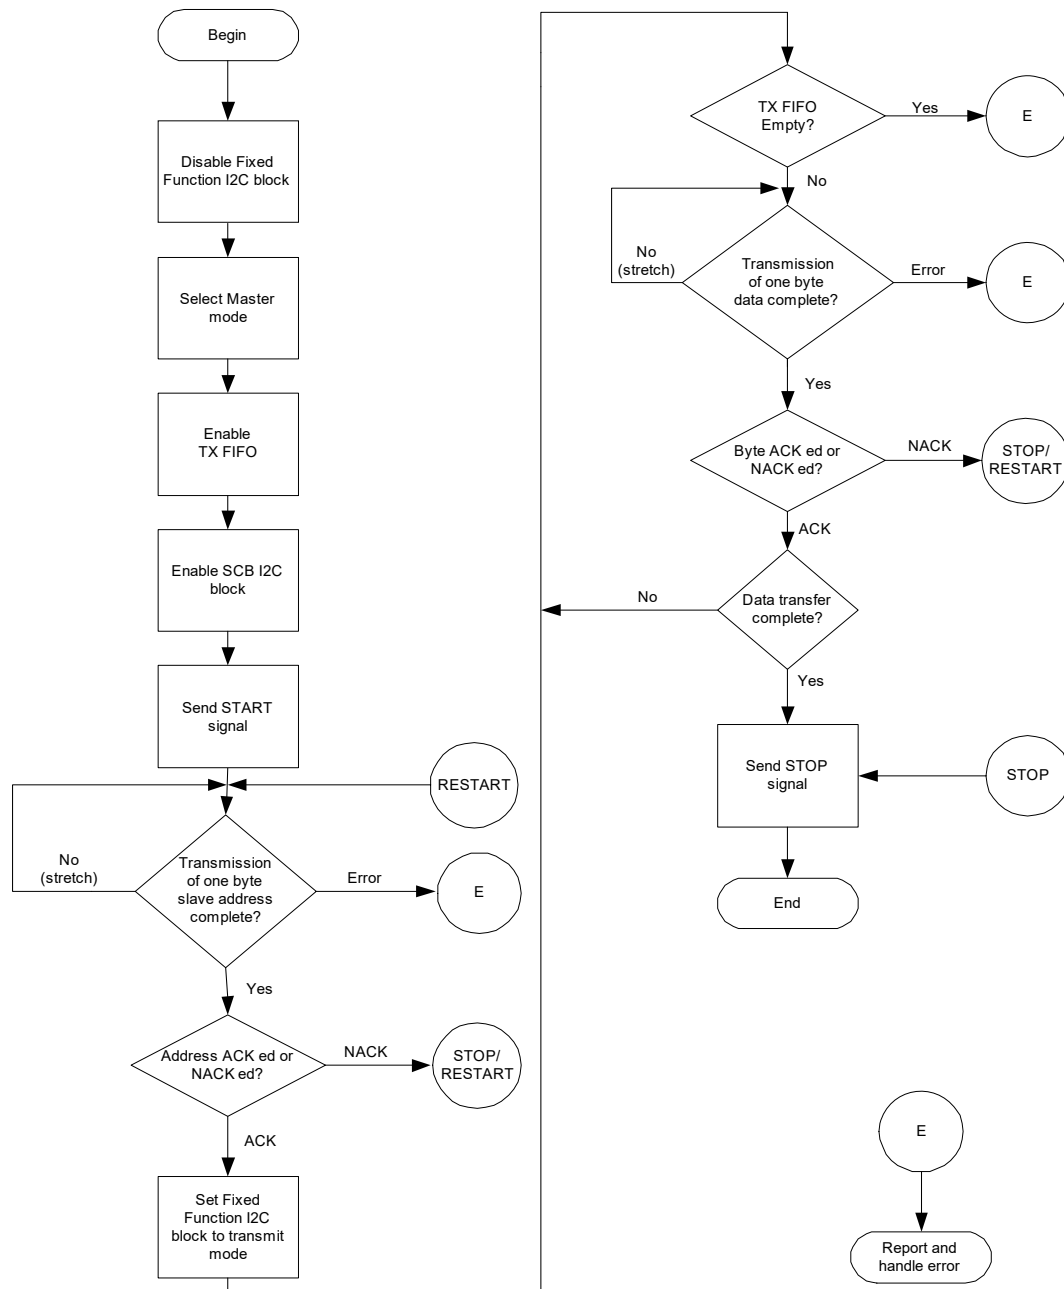 Begin
Disable Fixed
Function I2C block
Select Master
mode
Enable
TX FIFO
Enable SCB I2C
block
Send START
signal
RESTART
No
(stretch)
Transmission
of one byte
slave address
complete?
Error
E
Yes
Address ACK ed or
NACK ed?
NACK
STOP/
RESTART
ACK
Set Fixed
Function I2C
block to transmit
mode
TX FIFO
Empty?
Yes
E
No
No
(stretch)
Transmission
of one byte
data complete?
Error
E
Yes
Byte ACK ed or
NACK ed?
NACK
STOP/
RESTART
ACK
Data transfer
complete?
No
Yes
Send STOP
signal
STOP
End
E
Report and
handle error